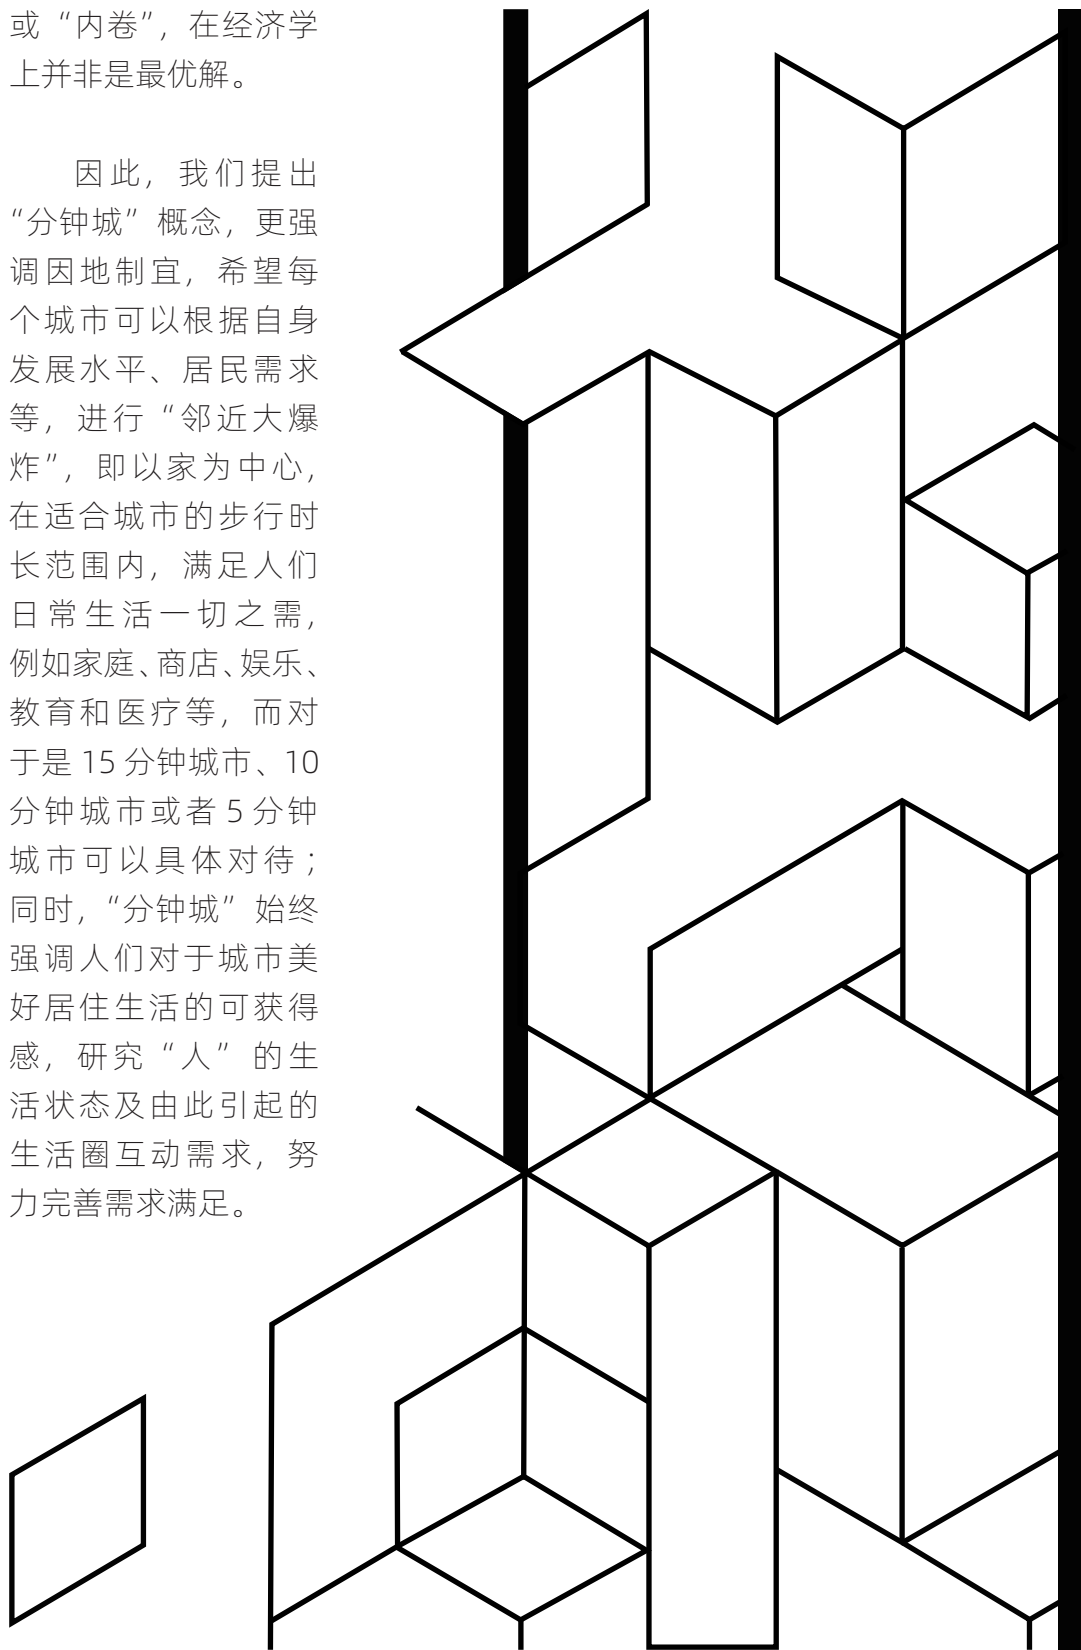 或“内卷”，在经济学
上并非是最优解。
因此，我们提出
“分钟城”概念，更强
调因地制宜，希望每
个城市可以根据自身
发展水平、居民需求
等，进行“邻近大爆
炸”，即以家为中心，
在适合城市的步行时
长范围内，满足人们
日常生活一切之需，
例如家庭、商店、娱乐、
教育和医疗等，而对
于是 15 分钟城市、10
分钟城市或者 5 分钟
城市可以具体对待；
同时，“分钟城”始终
强调人们对于城市美
好居住生活的可获得
感，研究“人”的生
活状态及由此引起的
生活圈互动需求，努
力完善需求满足。